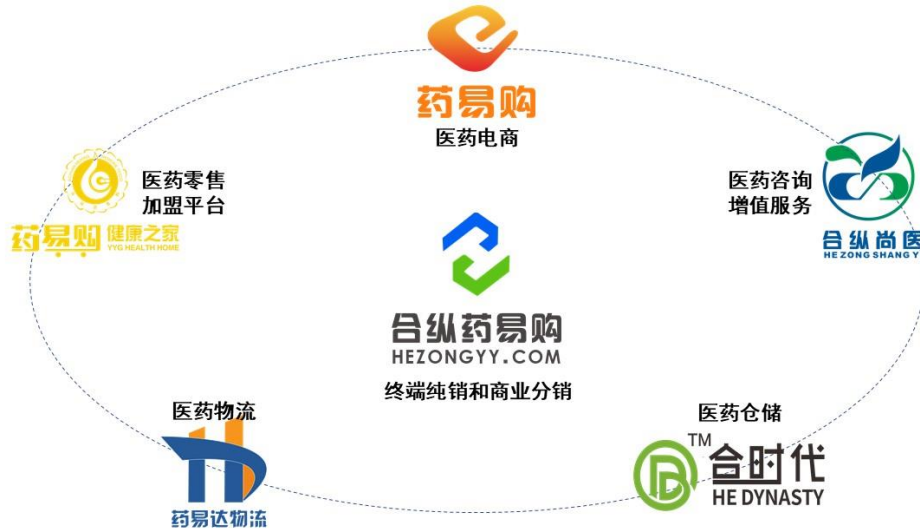 药易购
医药电商
医药零售
加盟平台
药易购 健康之家
YYG HEALTH HOME
医药咨询
增值服务
合纵尚医
HEZONG SHANG Y
合纵药易购
HEZONGYY.COM
终端纯销和商业分销
医药物流
药易达物流
医药仓储
TM
合时代
HE DYNASTY